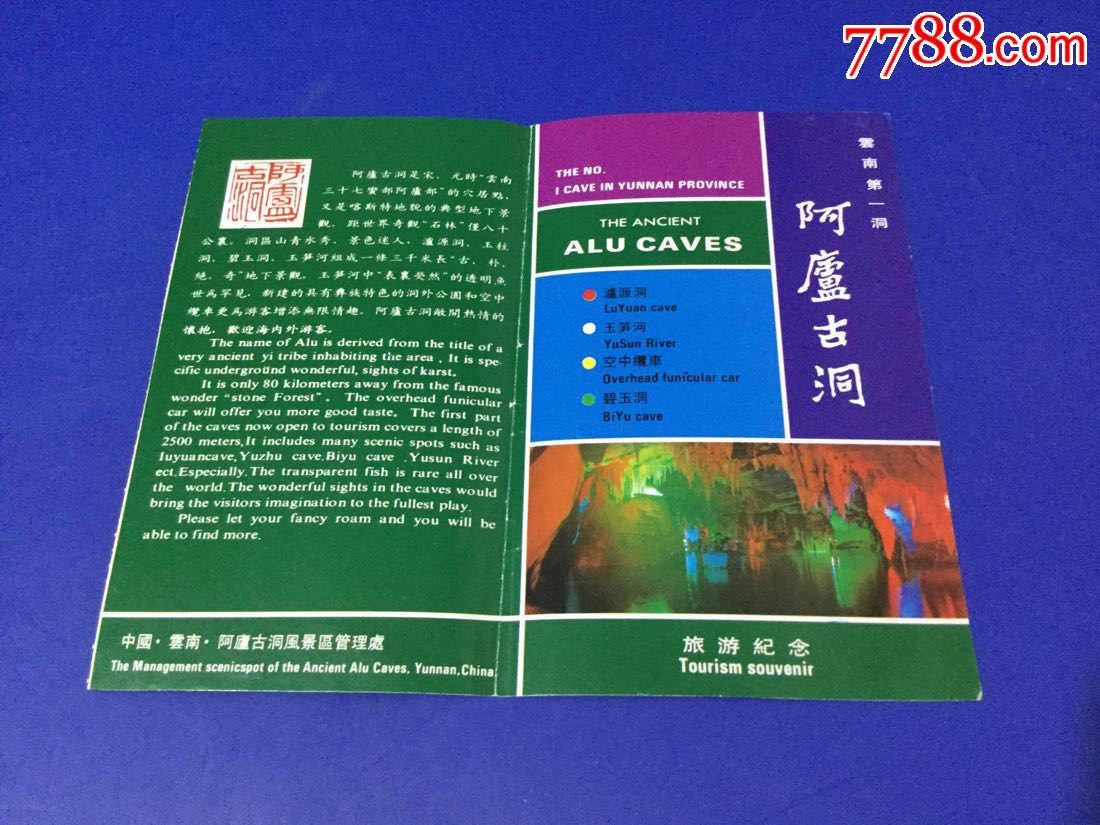 7788.com
阿廬古洞
阿廬古洞是宋、元時“雲南
三十七蠻部阿廬部”的穴居點,
又是喀斯特地貌的典型地下景
觀。距世界奇觀“石林”僅八十
公裏。洞區山青水秀、景色迷人,瀘源洞、玉柱
洞、碧玉洞、玉笋河組成一條三千米長“古、朴、
絶、奇”地下景觀。玉笋河中“表裏瑩然”的透明魚
世爲罕見,新建的具有彝族特色的洞外公園和空中
纜車更爲游客增添無限情趣。阿廬古洞敞開熱情的
懷抱,歡迎海内外游客。
The name of Alu is derived from the title of a
very ancient yi tribe inhabiting the area . It is spe-
cific underground wonderful, sights of karst.
It is only 80 kilometers away from the famous
wonder “stone Forest”. The overhead funicular
car will offer you more good taste. The first part
of the caves now open to tourism covers a length of
2500 meters,It includes many scenic spots such as
Iuyuancave,Yuzhu cave,Biyu cave .Yusun River
ect.Especially.The transparent fish is rare all over
the world.The wonderful sights in the caves would
bring the visitors imagination to the fullest play.
Please let your fancy roam and you will be
able to find more.
中國·雲南·阿廬古洞風景區管理處
The Management scenicspot of the Ancient Alu Caves, Yunnan,China
THE NO.
I CAVE IN YUNNAN PROVINCE
THE ANCIENT
ALU CAVES
瀘源洞
LuYuan cave
玉笋河
YuSun River
空中纜車
Overhead funicular car
碧玉洞
BiYu cave
雲南第一洞
阿廬古洞
旅游紀念
Tourism souvenir